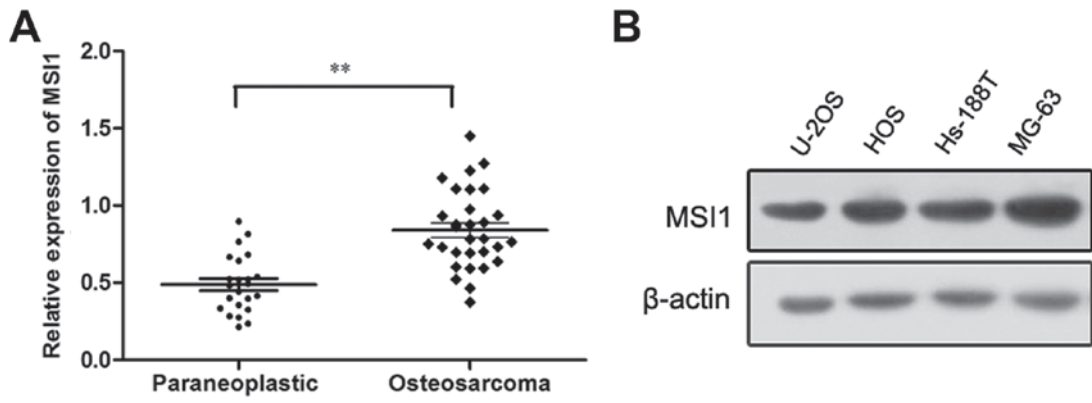 A
Relative expression of MSI1
2.0
1.5
1.0
0.5
0.0
**
Paraneoplastic
Osteosarcoma
B
U-2OS
HOS
Hs-188T
MG-63
MSI1
β-actin